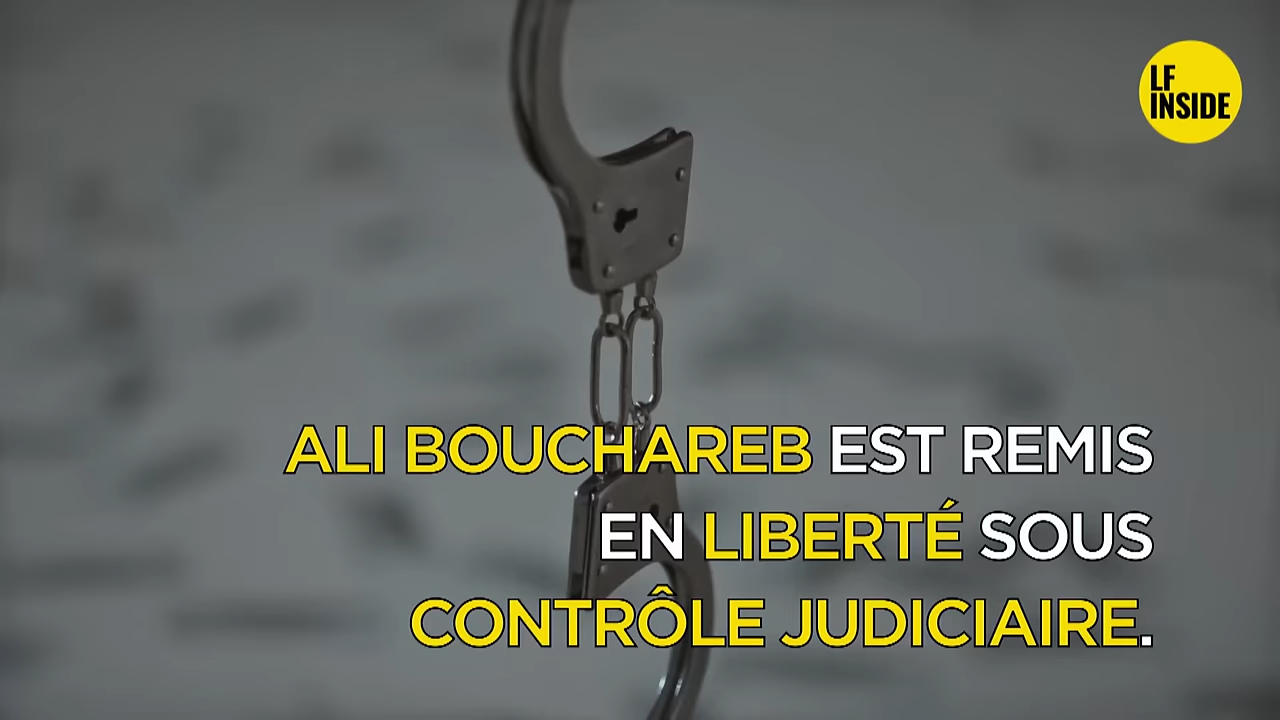 LF
INSIDE
ALI BOUCHAREB EST REMIS
EN LIBERTÉ SOUS
CONTRÔLE JUDICIAIRE.